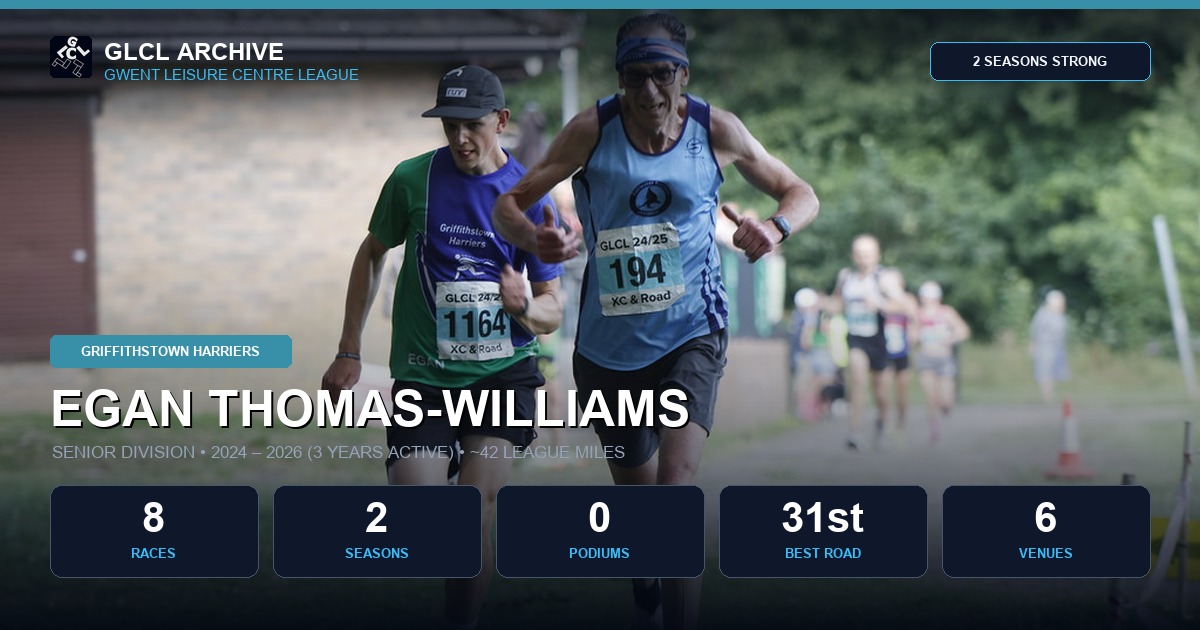 GLCL ARCHIVE
GWENT LEISURE CENTRE LEAGUE
2 SEASONS STRONG
Griffithstown
Harriers
GLCL 24/25
1164
XC & Road
EGAN
GLCL 24/25
194
XC & Road
GRIFFITHSTOWN HARRIERS
EGAN THOMAS-WILLIAMS
SENIOR DIVISION • 2024 – 2026 (3 YEARS ACTIVE) • ~42 LEAGUE MILES
8
RACES
2
SEASONS
0
PODIUMS
31st
BEST ROAD
6
VENUES